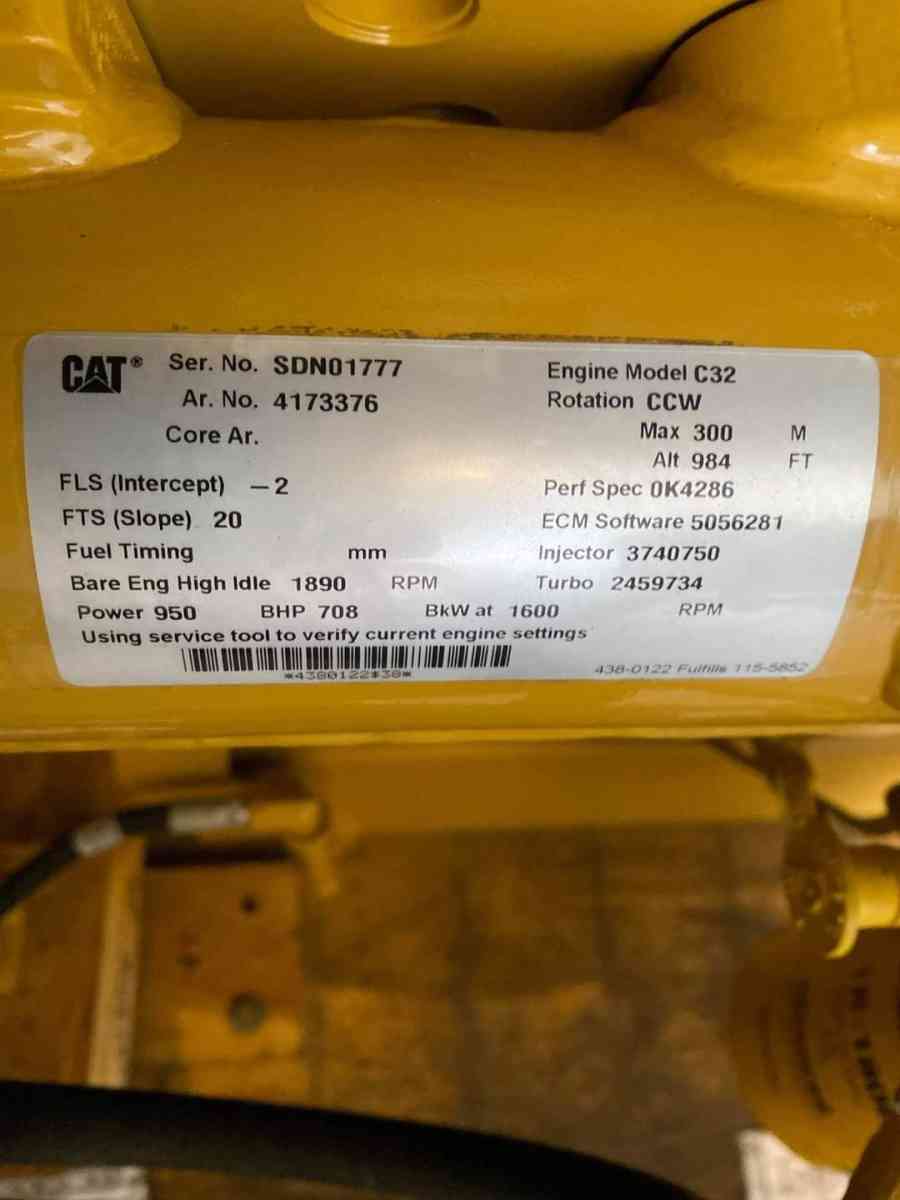 CAT® Ser. No. SDN01777 Engine Model C32
Ar. No. 4173376 Rotation CCW
Core Ar. Max 300 M
Alt 984 FT
FLS (Intercept) −2 Perf Spec 0K4286
FTS (Slope) 20 ECM Software 5056281
Fuel Timing mm Injector 3740750
Bare Eng High Idle 1890 RPM Turbo 2459734
Power 950 BHP 708 BkW at 1600 RPM
Using service tool to verify current engine settings
438-0122 Fulfills 115-5852